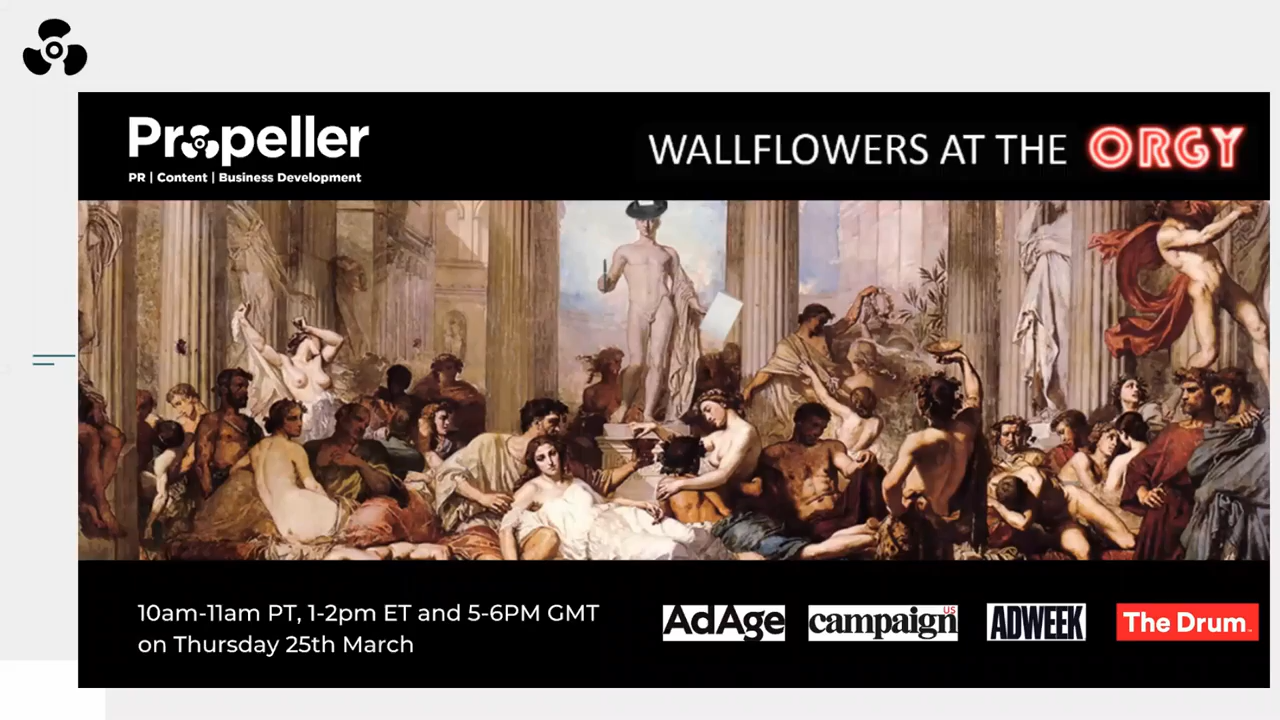 Propeller
PR | Content | Business Development
WALLFLOWERS AT THE ORGY
10am-11am PT, 1-2pm ET and 5-6PM GMT
on Thursday 25th March
AdAge
campaign US
ADWEEK
The Drum.